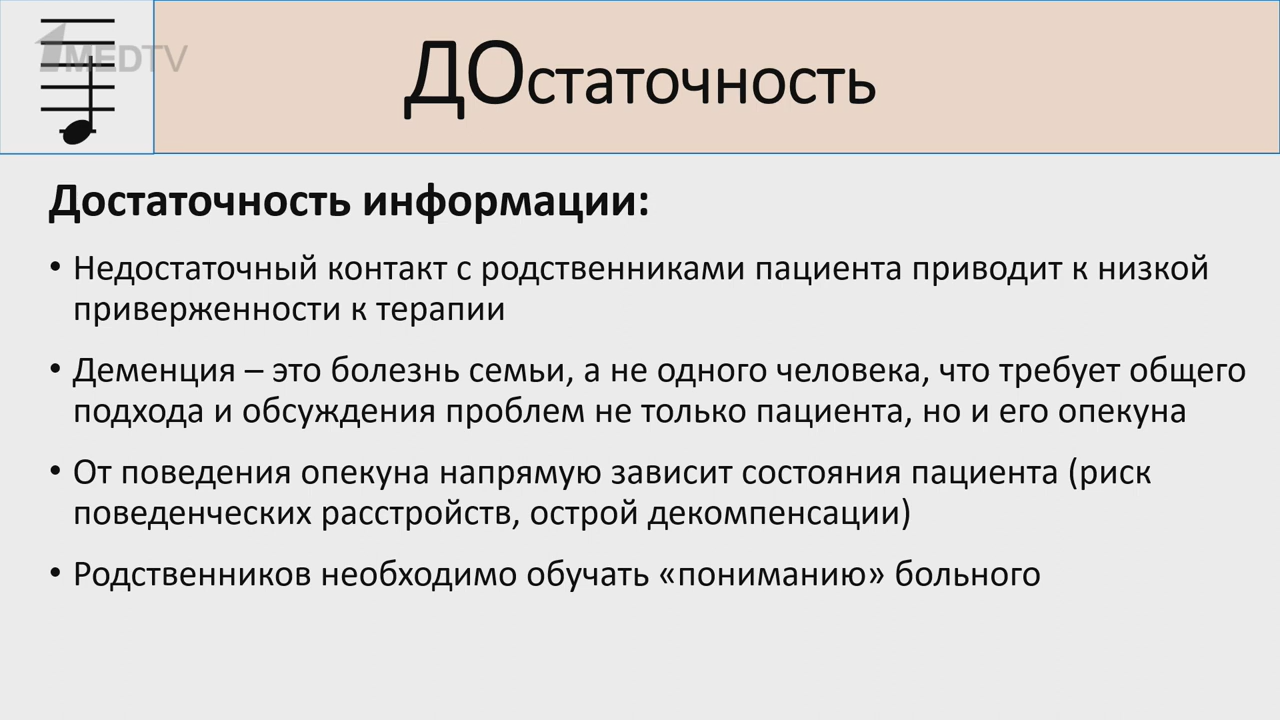 1MEDTV
ДОстаточность
Достаточность информации:
• Недостаточный контакт с родственниками пациента приводит к низкой
приверженности к терапии
• Деменция – это болезнь семьи, а не одного человека, что требует общего
подхода и обсуждения проблем не только пациента, но и его опекуна
• От поведения опекуна напрямую зависит состояния пациента (риск
поведенческих расстройств, острой декомпенсации)
• Родственников необходимо обучать «пониманию» больного